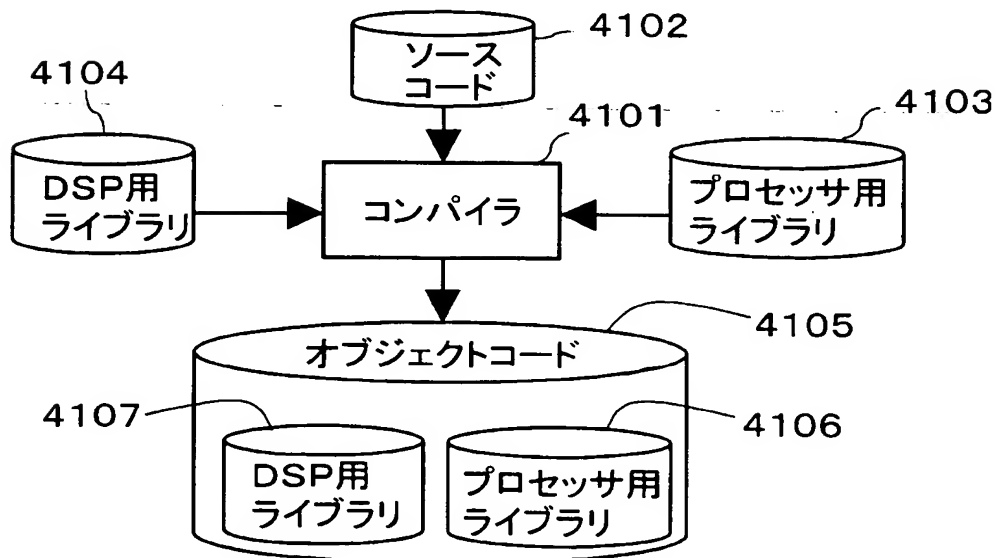 ソース
コード
4102
4104
4101
4103
DSP用
ライブラリ
コンパイラ
プロセッサ用
ライブラリ
4105
オブジェクトコード
4107
4106
DSP用
ライブラリ
プロセッサ用
ライブラリ